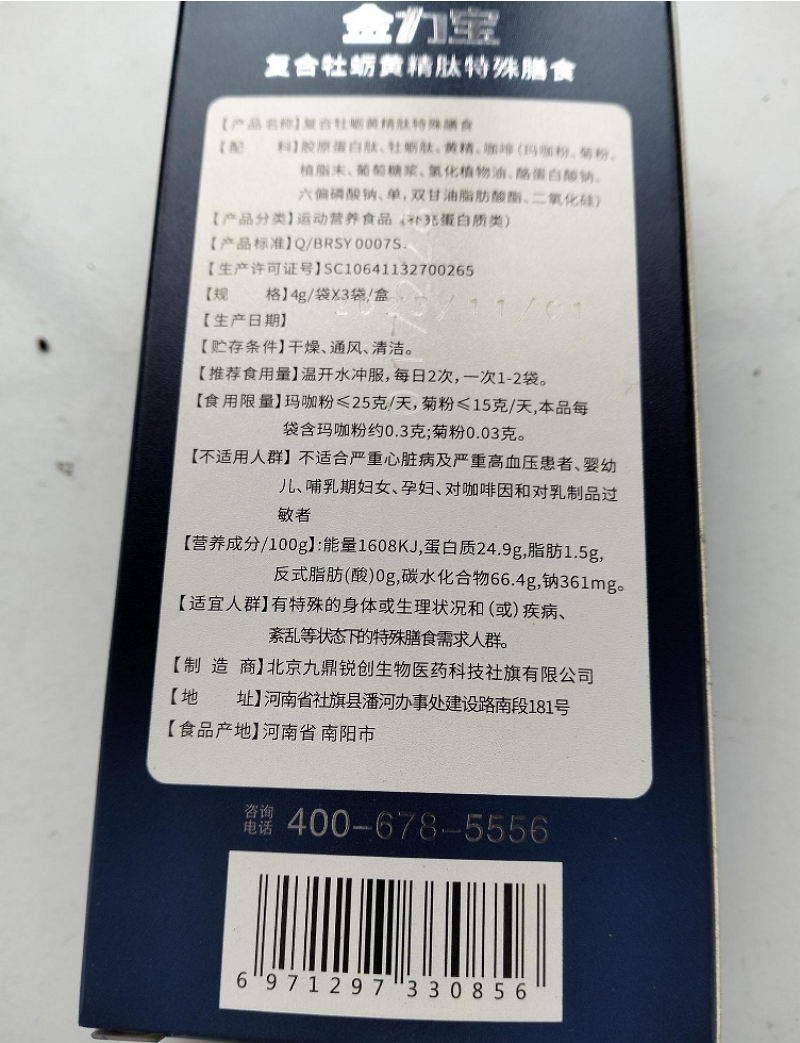 金力宝
复合牡蛎黄精肽特殊膳食
【产品名称】复合牡蛎黄精肽特殊膳食
【配 料】胶原蛋白肽、牡蛎肽、黄精、咖啡(玛咖粉、菊粉、
植脂末、葡萄糖浆、氢化植物油、酪蛋白酸钠、
六偏磷酸钠、单,双甘油脂肪酸酯、二氧化硅)
【产品分类】运动营养食品(补充蛋白质类)
【产品标准】Q/BRSY 0007S.
【生产许可证号】SC10641132700265
【规 格】4g/袋X3袋/盒
【生产日期】
/11/01
【贮存条件】干燥、通风、清洁。
【推荐食用量】温开水冲服,每日2次,一次1-2袋。
【食用限量】玛咖粉≤25克/天,菊粉≤15克/天,本品每
袋含玛咖粉约0.3克;菊粉0.03克。
【不适用人群】不适合严重心脏病及严重高血压患者、婴幼
儿、哺乳期妇女、孕妇、对咖啡因和对乳制品过
敏者
【营养成分/100g】:能量1608KJ,蛋白质24.9g,脂肪1.5g,
反式脂肪(酸)0g,碳水化合物66.4g,钠361mg。
【适宜人群】有特殊的身体或生理状况和(或)疾病、
紊乱等状态下的特殊膳食需求人群。
【制 造 商】北京九鼎锐创生物医药科技社旗有限公司
【地 址】河南省社旗县潘河办事处建设路南段181号
【食品产地】河南省 南阳市
咨询
电话 400-678-5556
6 971297 330856